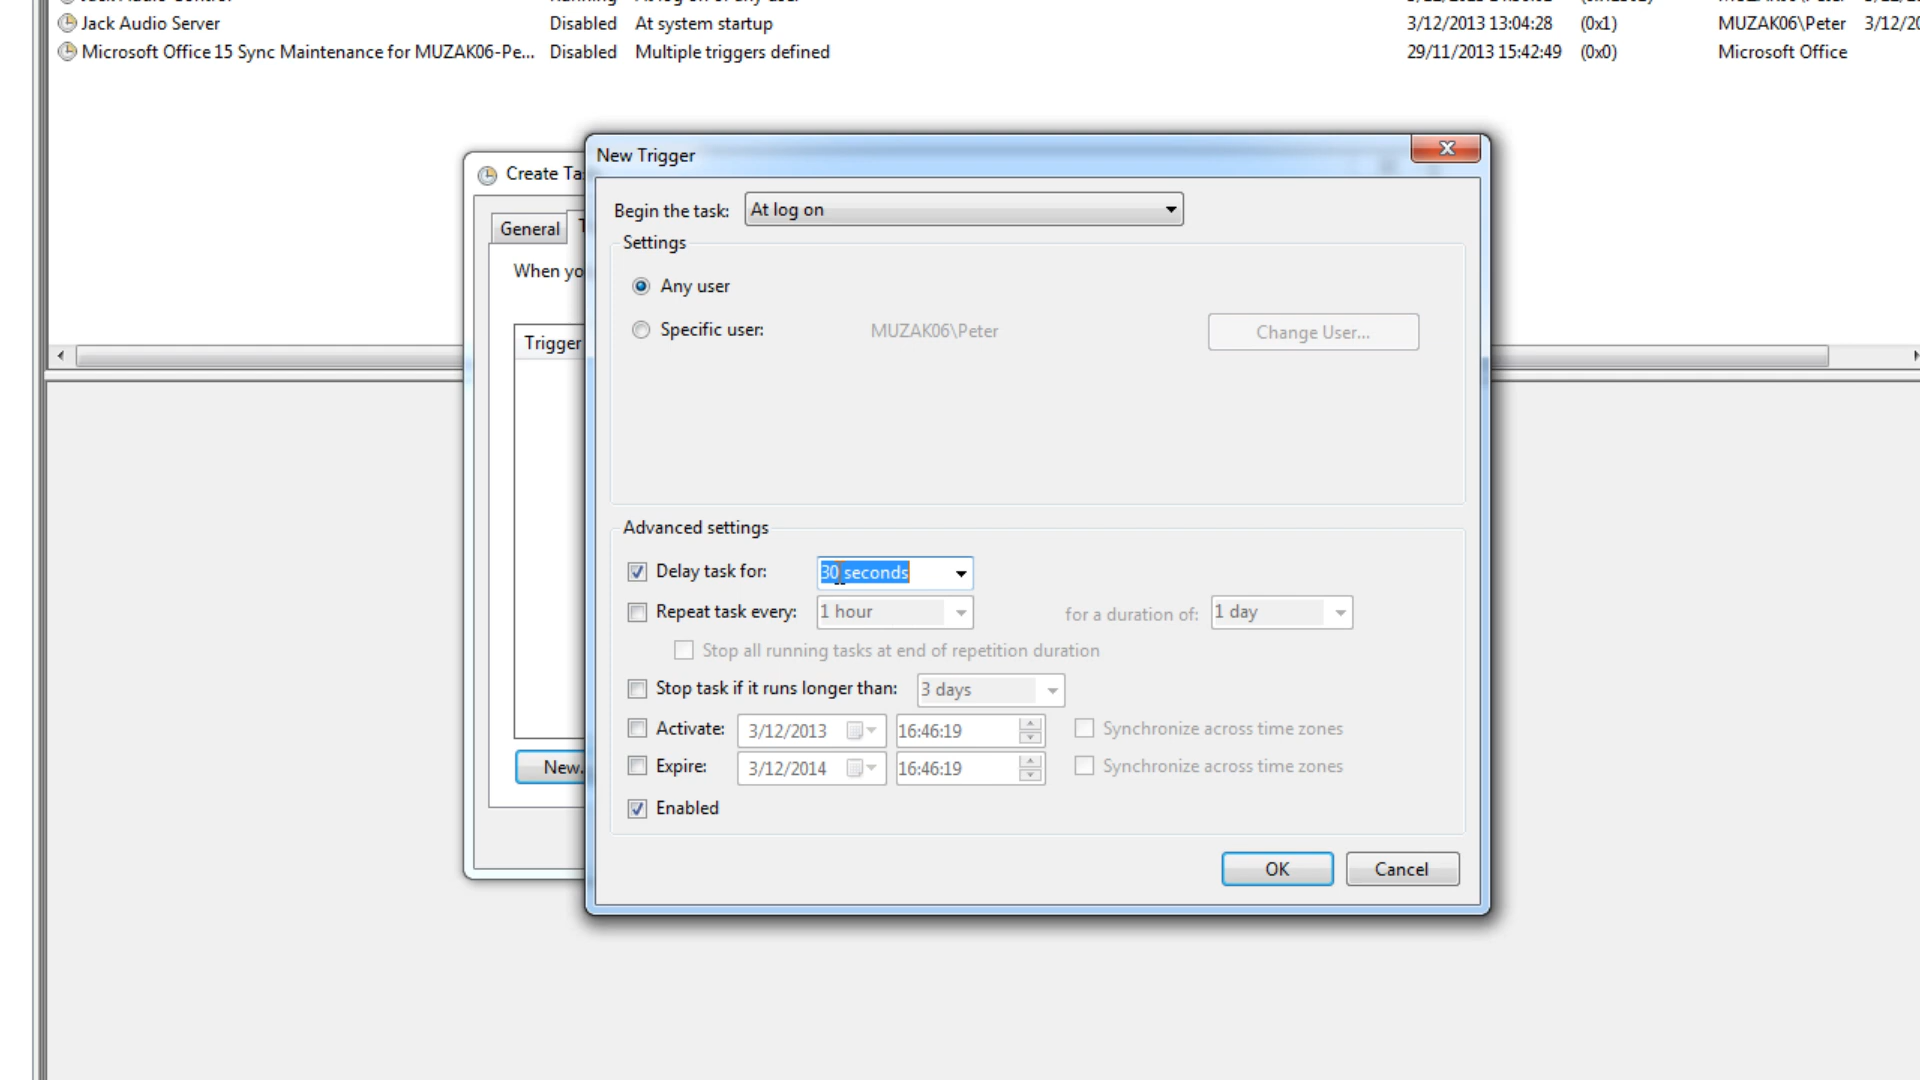 Jack Audio Server Disabled At system startup 3/12/2013 13:04:28 (0x1) MUZAK06\Peter
Microsoft Office 15 Sync Maintenance for MUZAK06-Pe... Disabled Multiple triggers defined 29/11/2013 15:42:49 (0x0) Microsoft Office
New Trigger
Create
General
Begin the task: At log on
Settings
When
Any user
Specific user: MUZAK06\Peter Change User...
Trigger
Advanced settings
Delay task for: 30 seconds
Repeat task every: 1 hour for a duration of: 1 day
Stop all running tasks at end of repetition duration
Stop task if it runs longer than: 3 days
Activate: 3/12/2013 16:46:19 Synchronize across time zones
New.
Expire: 3/12/2014 16:46:19 Synchronize across time zones
Enabled
OK Cancel